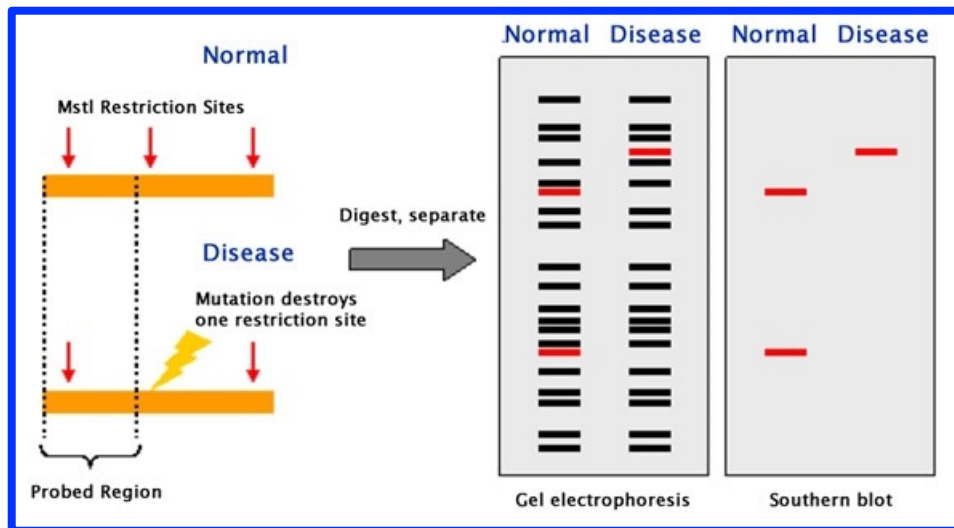 Normal
MstI Restriction Sites
Disease
Mutation destroys
one restriction site
Probed Region
Digest, separate
.Normal Disease
Gel electrophoresis
Normal Disease
Southern blot